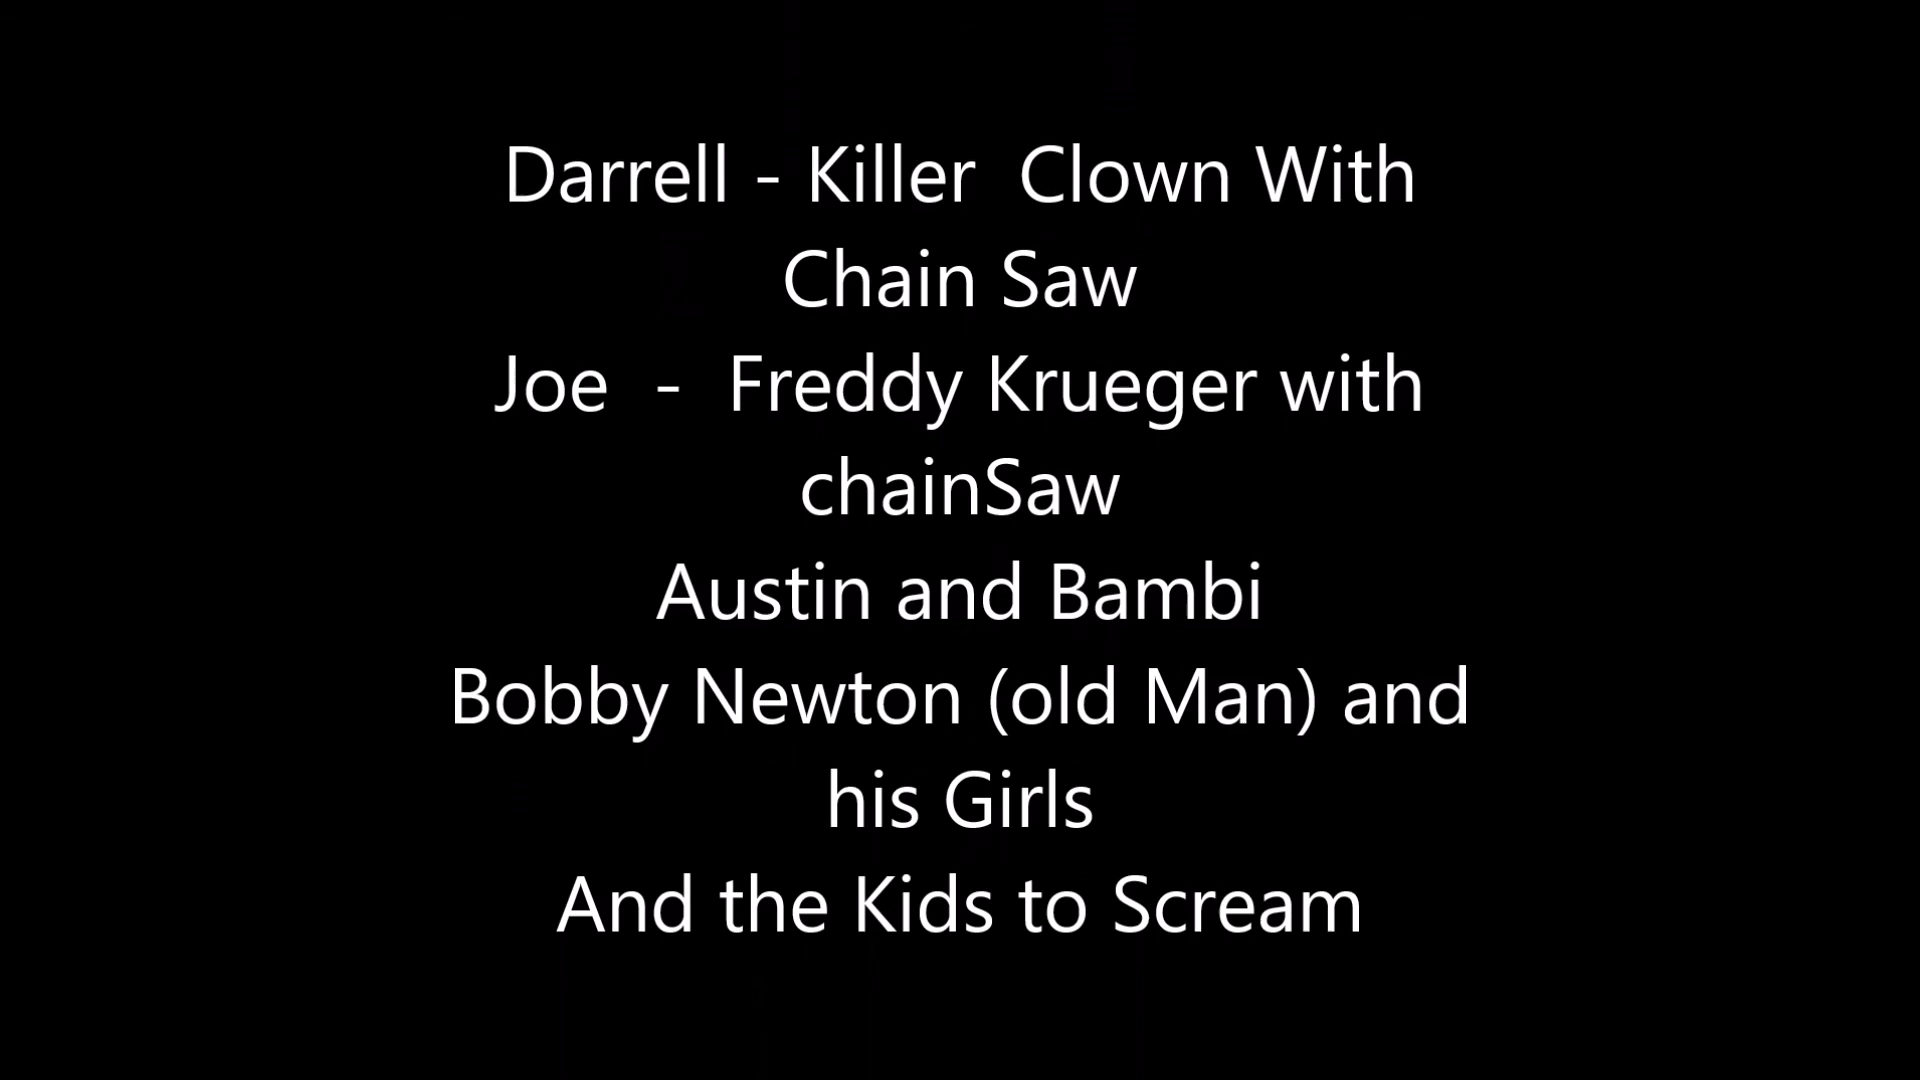 Darrell - Killer  Clown With
Chain Saw
Joe  -  Freddy Krueger with
chainSaw
Austin and Bambi
Bobby Newton (old Man) and
his Girls
And the Kids to Scream